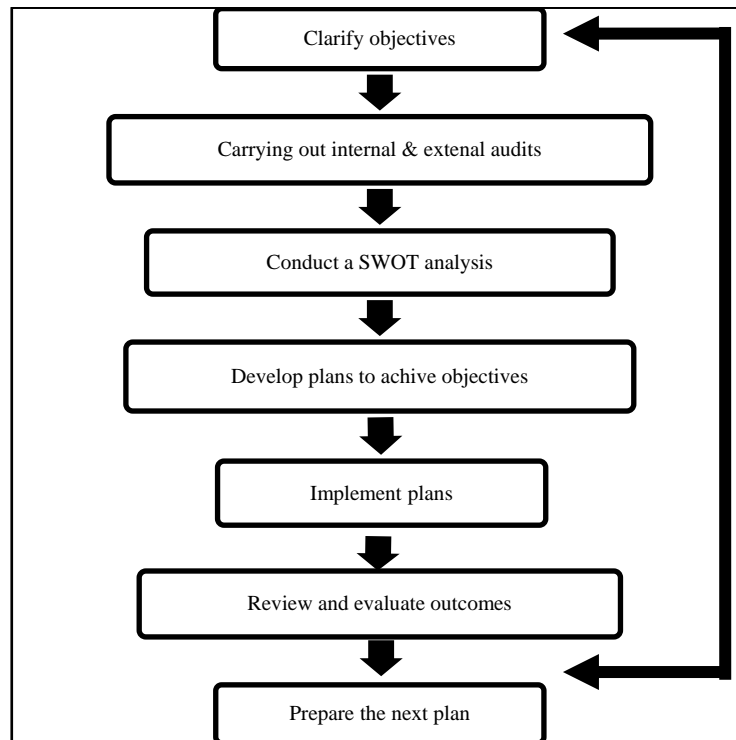 Clarify objectives
Carrying out internal & extenal audits
Conduct a SWOT analysis
Develop plans to achive objectives
Implement plans
Review and evaluate outcomes
Prepare the next plan